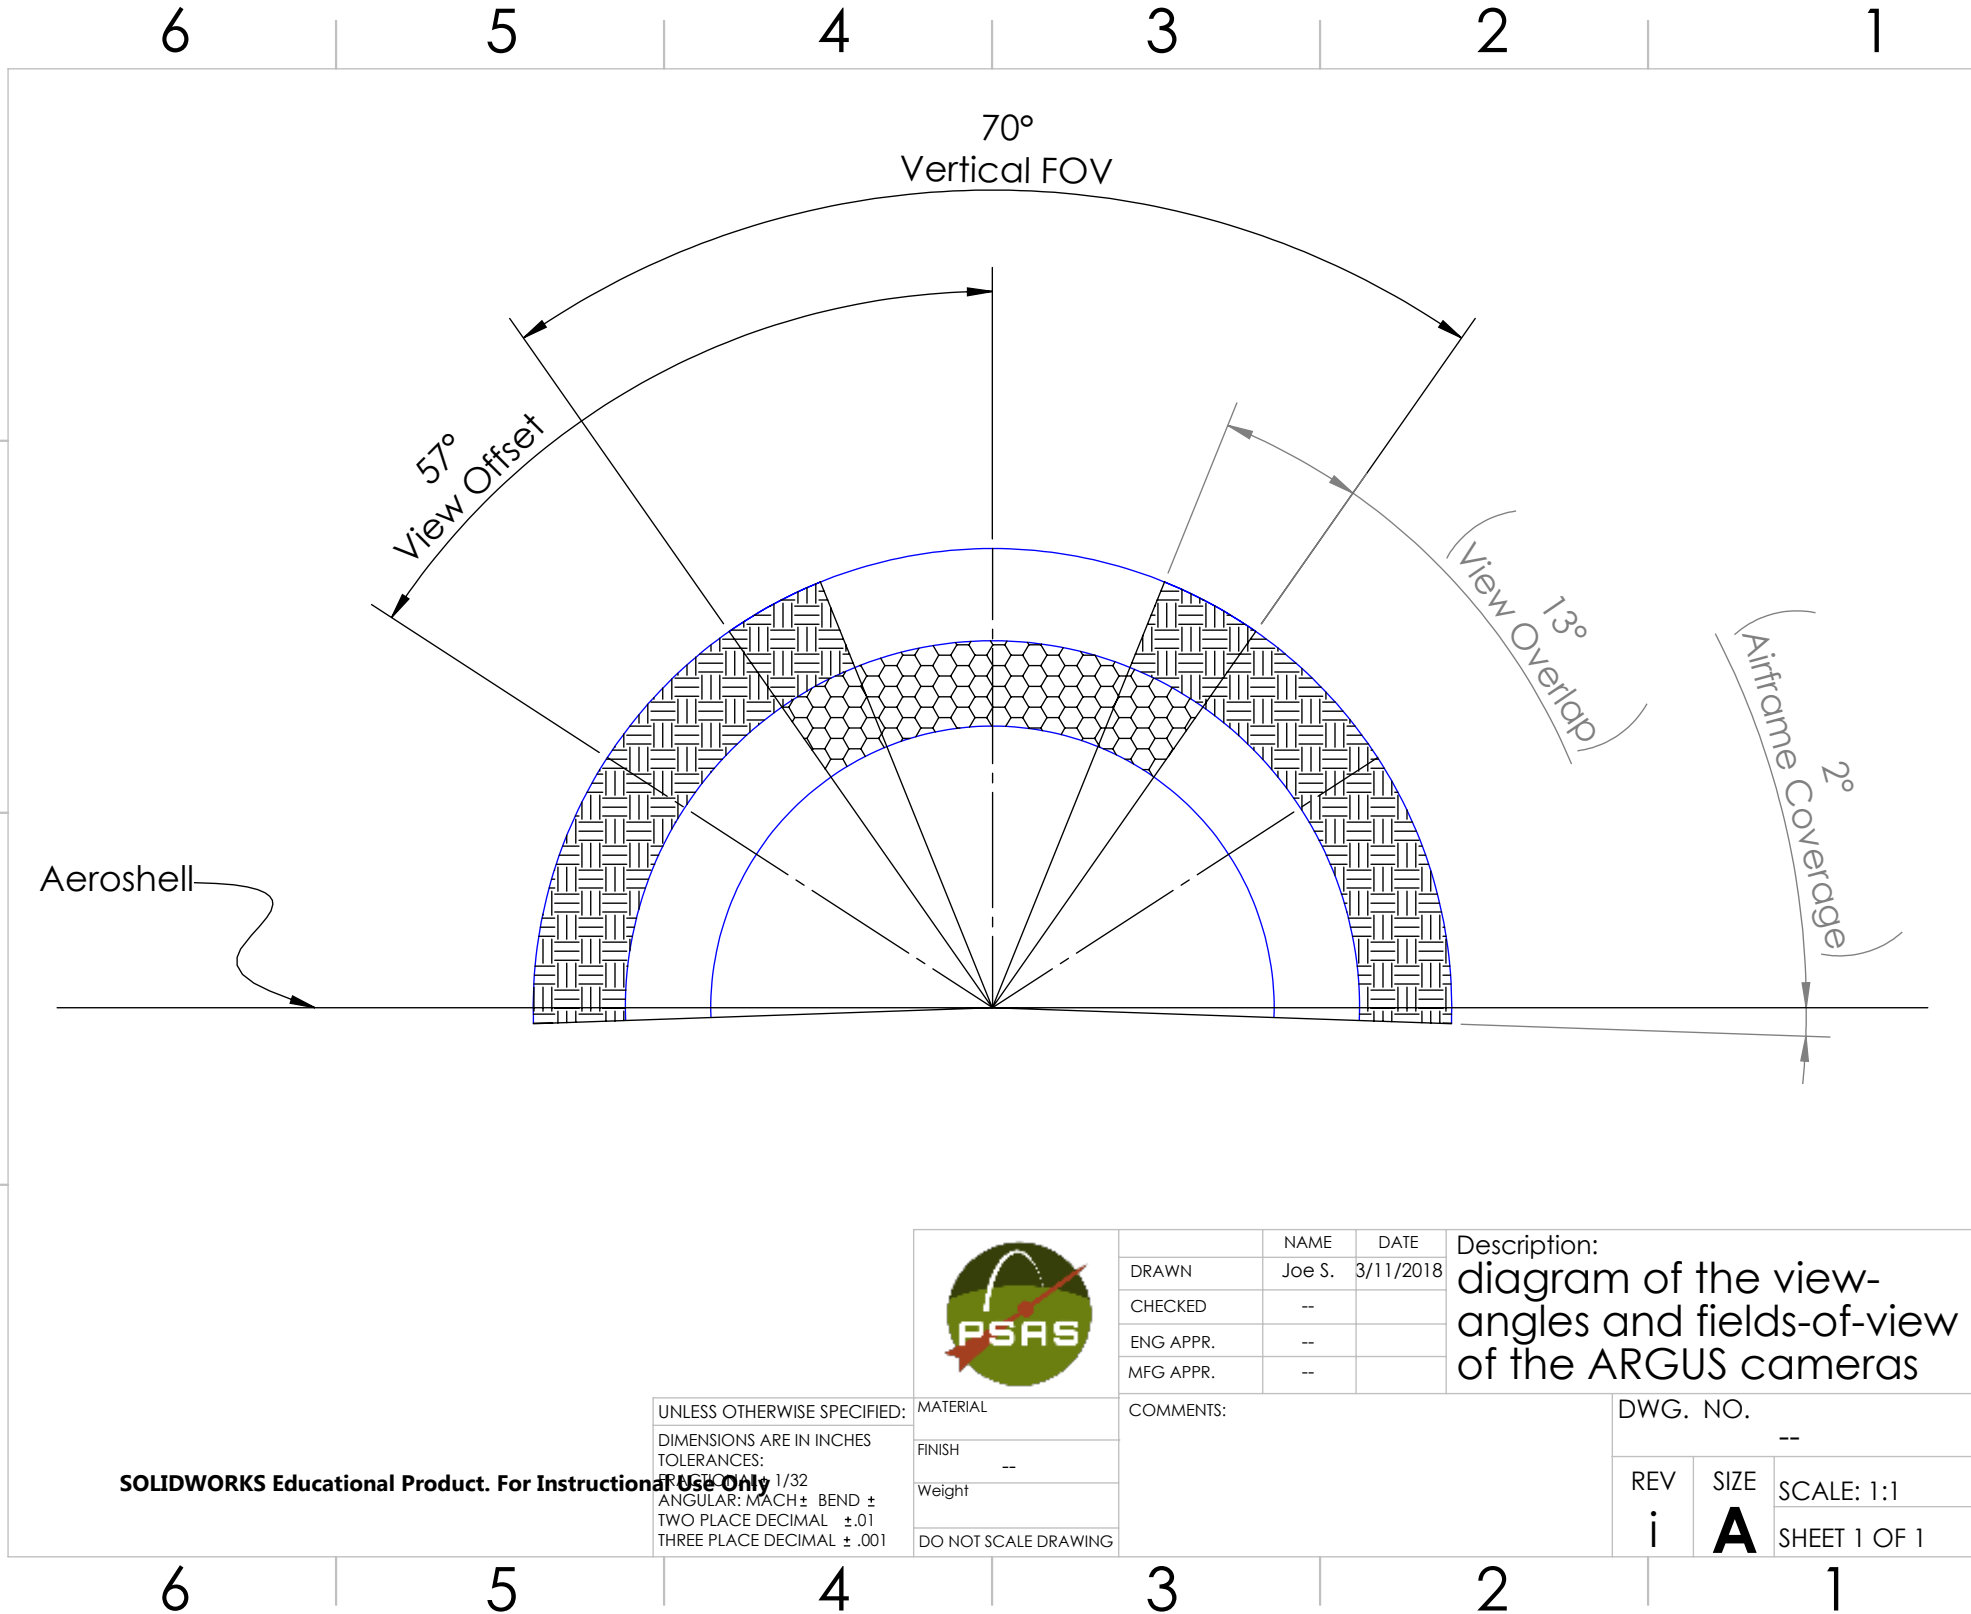 6 5 4 3 2 1
70°
Vertical FOV
57°
View Offset
13°
View Overlap
2°
Airframe Coverage
Aeroshell
PSAS
NAME DATE
DRAWN Joe S. 3/11/2018
CHECKED --
ENG APPR. --
MFG APPR. --
Description:
diagram of the view-
angles and fields-of-view
of the ARGUS cameras
UNLESS OTHERWISE SPECIFIED:
DIMENSIONS ARE IN INCHES
TOLERANCES:
FRACTIONAL ± 1/32
ANGULAR: MACH ± BEND ±
TWO PLACE DECIMAL ±.01
THREE PLACE DECIMAL ± .001
MATERIAL
FINISH
--
Weight
DO NOT SCALE DRAWING
COMMENTS:
DWG. NO.
--
REV
i
SIZE
A
SCALE: 1:1
SHEET 1 OF 1
SOLIDWORKS Educational Product. For Instructional Use Only
6 5 4 3 2 1